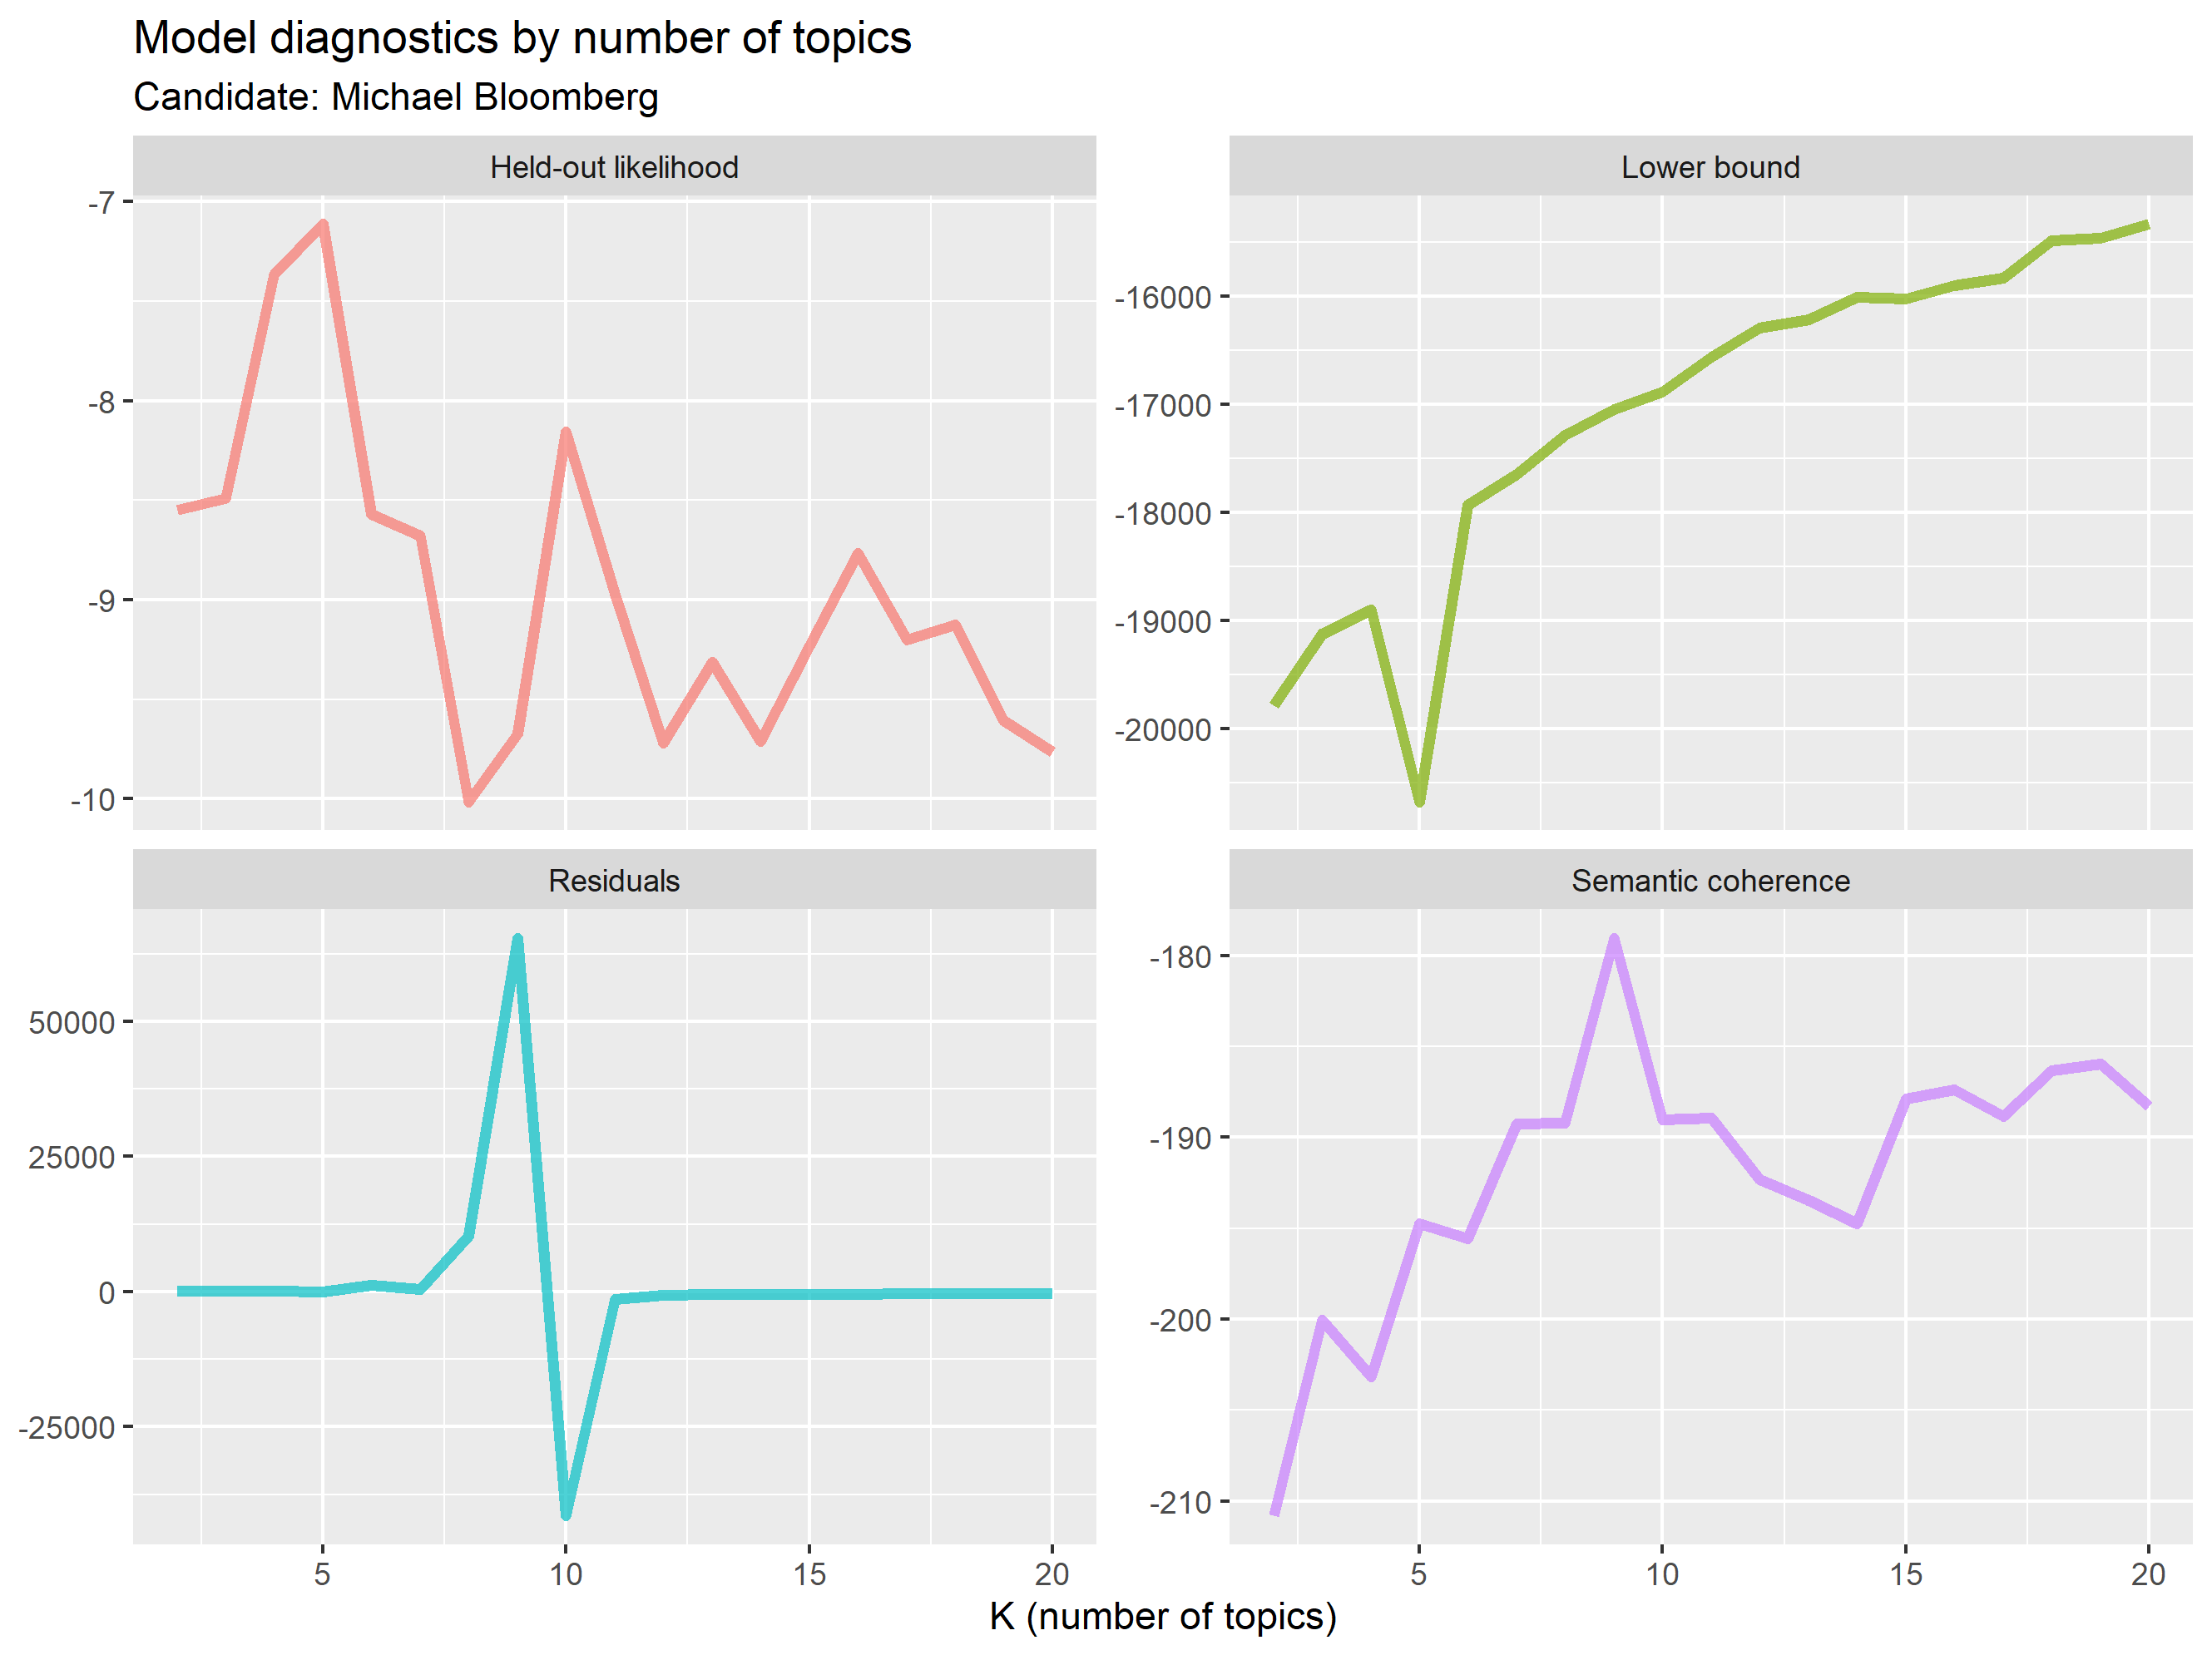 Model diagnostics by number of topics
Candidate: Michael Bloomberg
Held-out likelihood
-7
-8
-9
-10
Lower bound
-16000
-17000
-18000
-19000
-20000
Residuals
50000
25000
0
-25000
5 10 15 20
Semantic coherence
-180
-190
-200
-210
5 10 15 20
K (number of topics)